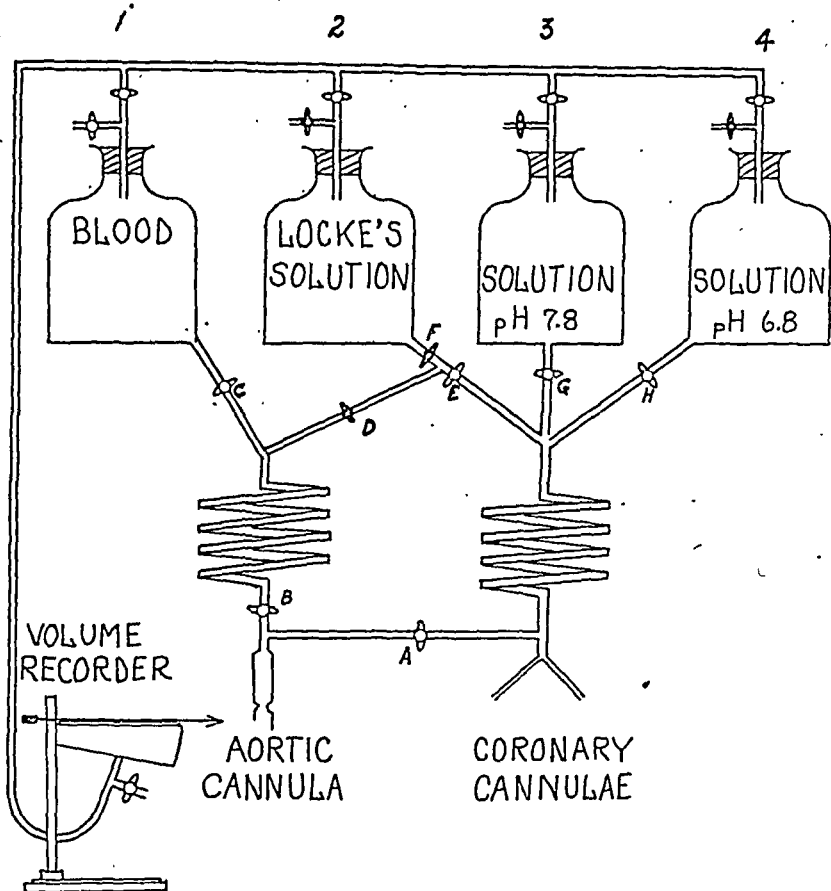 1 2 3 4
BLOOD
LOCKE'S
SOLUTION
SOLUTION
pH 7.8
SOLUTION
pH 6.8
F
E
G
H
C
D
B
A
VOLUME
RECORDER
AORTIC
CANNULA
CORONARY
CANNULAE